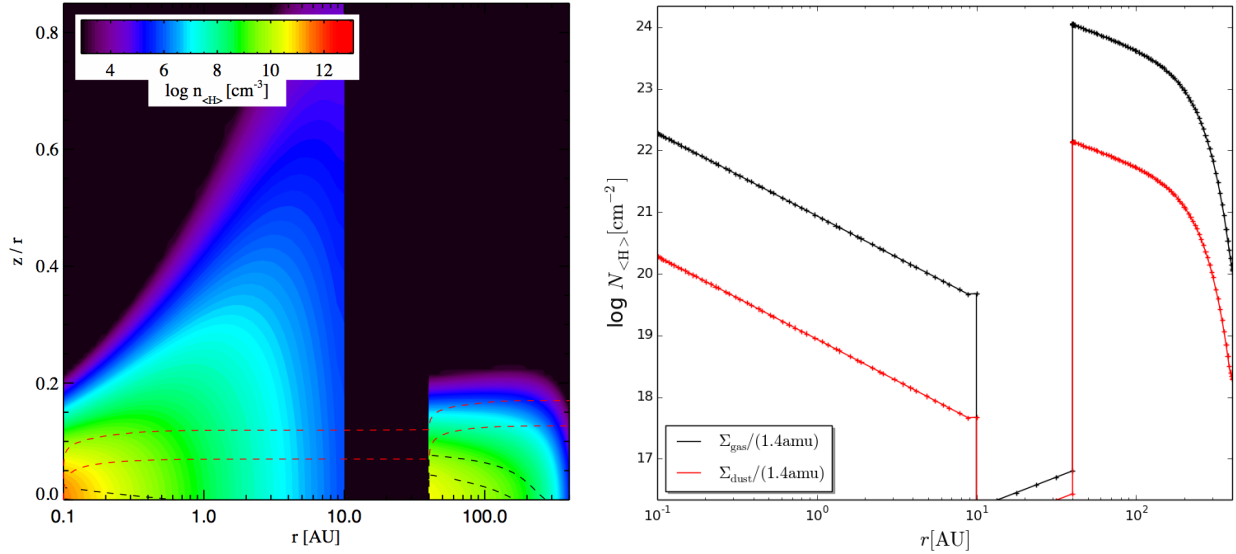 0.8
0.6
0.4
0.2
0.0
z / r
4 6 8 10 12
log n<H> [cm-3]
0.1 1.0 10.0 100.0
r [AU]
24
23
22
21
20
19
18
17
log N<H>[cm−2]
Σgas/(1.4amu)
Σdust/(1.4amu)
10-1 100 101 102
r[AU]